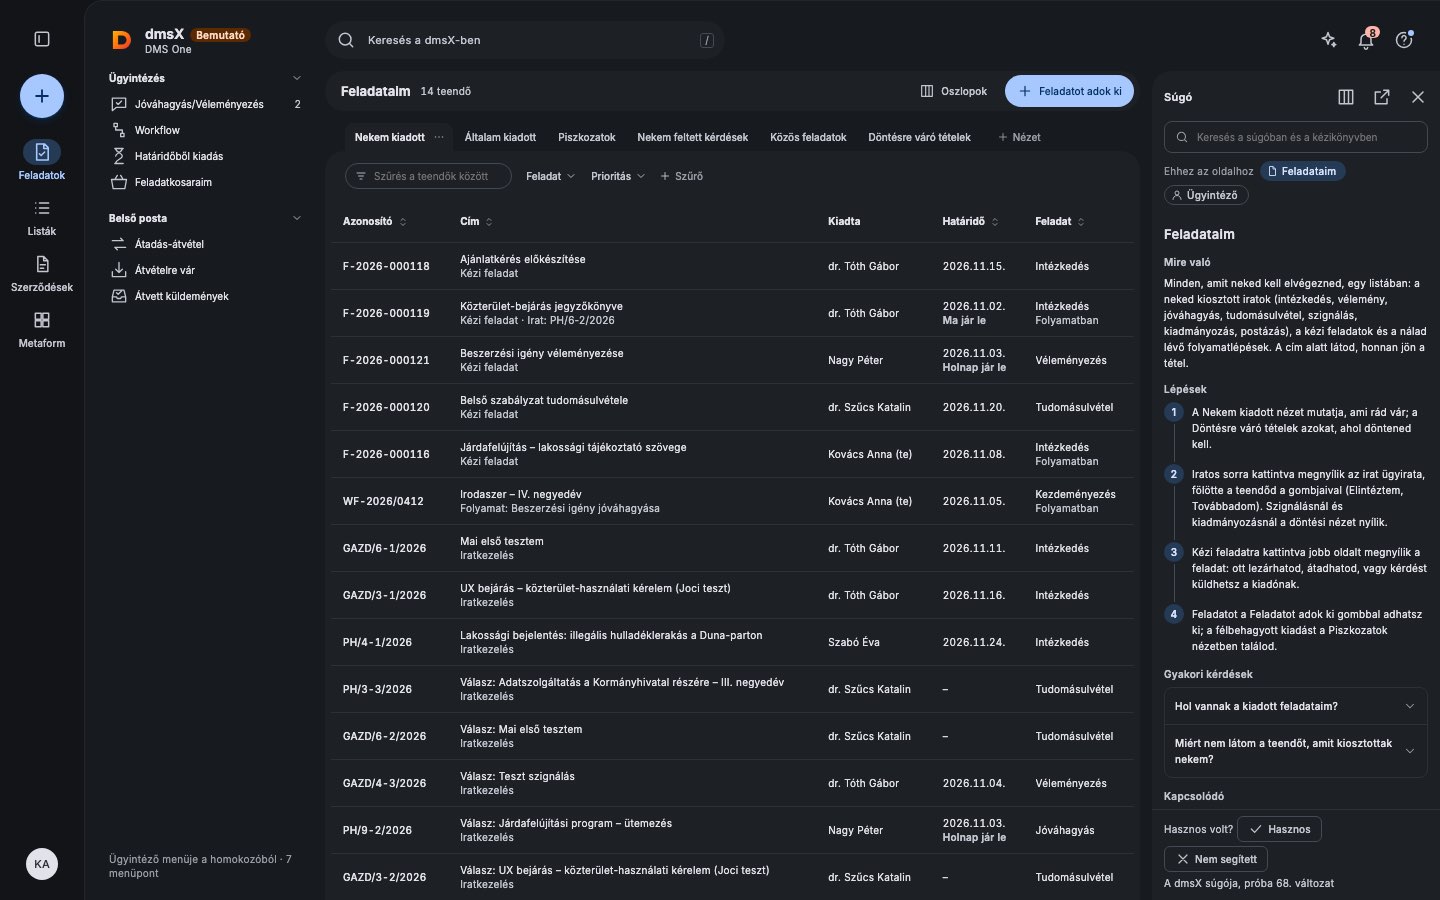 dmsX Bemutató
DMS One
Keresés a dmsX-ben /
8
Feladatok
Listák
Szerződések
Metaform
KA
Ügyintézés
Jóváhagyás/Véleményezés 2
Workflow
Határidőből kiadás
Feladatkosaraim
Belső posta
Átadás-átvétel
Átvételre vár
Átvett küldemények
Ügyintéző menüje a homokozóból · 7
menüpont
Feladataim 14 teendő
Oszlopok
Feladatot adok ki
Nekem kiadott ··· Általam kiadott Piszkozatok Nekem feltett kérdések Közös feladatok Döntésre váró tételek + Nézet
Szűrés a teendők között Feladat Prioritás + Szűrő
Azonosító Cím Kiadta Határidő Feladat
F-2026-000118 Ajánlatkérés előkészítése dr. Tóth Gábor 2026.11.15. Intézkedés
Kézi feladat
F-2026-000119 Közterület-bejárás jegyzőkönyve dr. Tóth Gábor 2026.11.02. Intézkedés
Kézi feladat · Irat: PH/6-2/2026 Ma jár le Folyamatban
F-2026-000121 Beszerzési igény véleményezése Nagy Péter 2026.11.03. Véleményezés
Kézi feladat Holnap jár le
F-2026-000120 Belső szabályzat tudomásulvétele dr. Szűcs Katalin 2026.11.20. Tudomásulvétel
Kézi feladat
F-2026-000116 Járdafelújítás – lakossági tájékoztató szövege Kovács Anna (te) 2026.11.08. Intézkedés
Kézi feladat Folyamatban
WF-2026/0412 Irodaszer – IV. negyedév Kovács Anna (te) 2026.11.05. Kezdeményezés
Folyamat: Beszerzési igény jóváhagyása Folyamatban
GAZD/6-1/2026 Mai első tesztem dr. Tóth Gábor 2026.11.11. Intézkedés
Iratkezelés
GAZD/3-1/2026 UX bejárás – közterület-használati kérelem (Joci teszt) dr. Tóth Gábor 2026.11.16. Intézkedés
Iratkezelés
PH/4-1/2026 Lakossági bejelentés: illegális hulladéklerakás a Duna-parton Szabó Éva 2026.11.24. Intézkedés
Iratkezelés
PH/3-3/2026 Válasz: Adatszolgáltatás a Kormányhivatal részére – III. negyedév dr. Szűcs Katalin – Tudomásulvétel
Iratkezelés
GAZD/6-2/2026 Válasz: Mai első tesztem dr. Szűcs Katalin – Tudomásulvétel
Iratkezelés
GAZD/4-3/2026 Válasz: Teszt szignálás dr. Tóth Gábor 2026.11.04. Véleményezés
Iratkezelés
PH/9-2/2026 Válasz: Járdafelújítási program – ütemezés Nagy Péter 2026.11.03. Jóváhagyás
Iratkezelés Holnap jár le
GAZD/3-2/2026 Válasz: UX bejárás – közterület-használati kérelem (Joci teszt) dr. Szűcs Katalin – Tudomásulvétel
Iratkezelés
Súgó
Keresés a súgóban és a kézikönyvben
Ehhez az oldalhoz Feladataim
Ügyintéző
Feladataim
Mire való
Minden, amit neked kell elvégezned, egy listában: a
neked kiosztott iratok (intézkedés, vélemény,
jóváhagyás, tudomásulvétel, szignálás,
kiadmányozás, postázás), a kézi feladatok és a nálad
lévő folyamatlépések. A cím alatt látod, honnan jön a
tétel.
Lépések
1 A Nekem kiadott nézet mutatja, ami rád vár; a
Döntésre váró tételek azokat, ahol döntened
kell.
2 Iratos sorra kattintva megnyílik az irat ügyirata,
fölötte a teendőd a gombjaival (Elintéztem,
Továbbadom). Szignálásnál és
kiadmányozásnál a döntési nézet nyílik.
3 Kézi feladatra kattintva jobb oldalt megnyílik a
feladat: ott lezárhatod, átadhatod, vagy kérdést
küldhetsz a kiadónak.
4 Feladatot a Feladatot adok ki gombbal adhatsz
ki; a félbehagyott kiadást a Piszkozatok
nézetben találod.
Gyakori kérdések
Hol vannak a kiadott feladataim?
Miért nem látom a teendőt, amit kiosztottak
nekem?
Kapcsolódó
Hasznos volt? Hasznos
Nem segített
A dmsX súgója, próba 68. változat